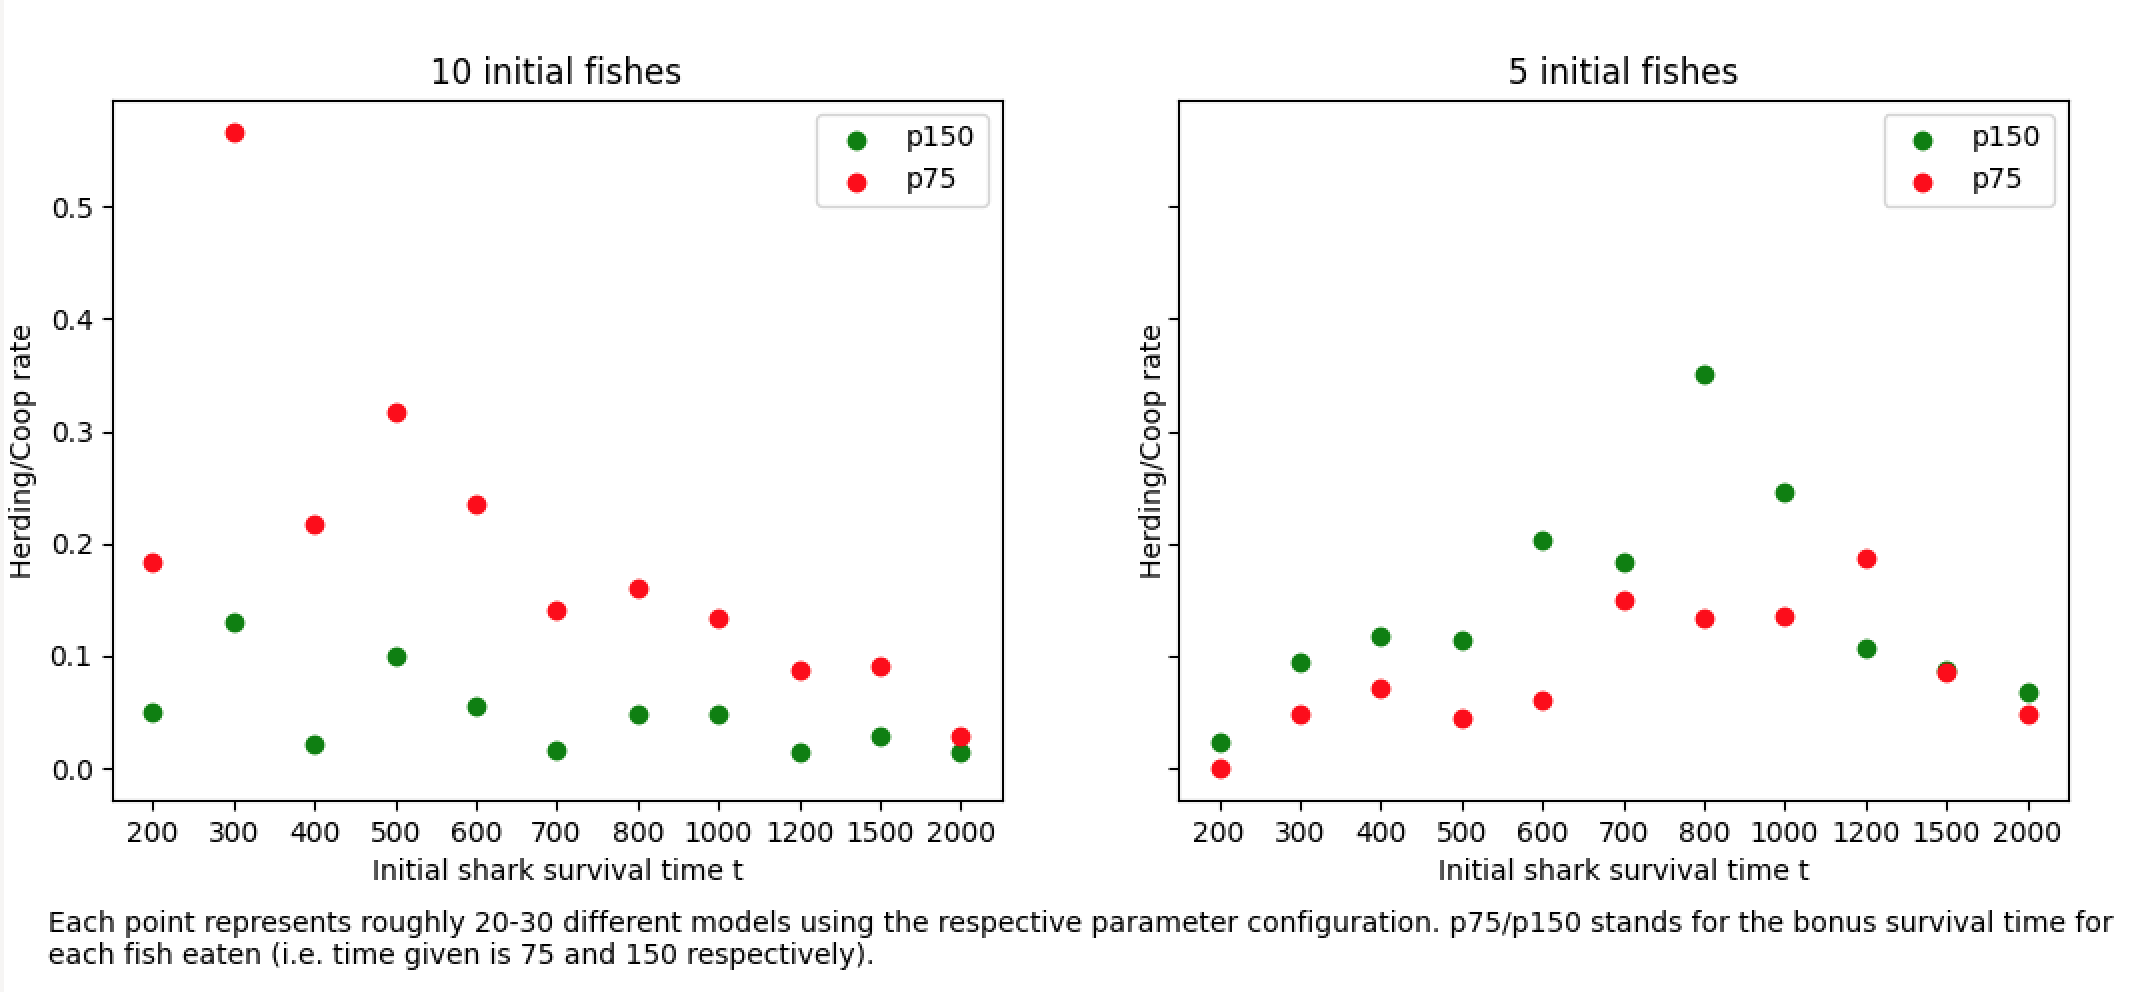 10 initial fishes
p150
p75
0.5
0.4
0.3
0.2
0.1
0.0
Herding/Coop rate
200 300 400 500 600 700 800 1000 1200 1500 2000
Initial shark survival time t
5 initial fishes
p150
p75
Herding/Coop rate
200 300 400 500 600 700 800 1000 1200 1500 2000
Initial shark survival time t
Each point represents roughly 20-30 different models using the respective parameter configuration. p75/p150 stands for the bonus survival time for
each fish eaten (i.e. time given is 75 and 150 respectively).